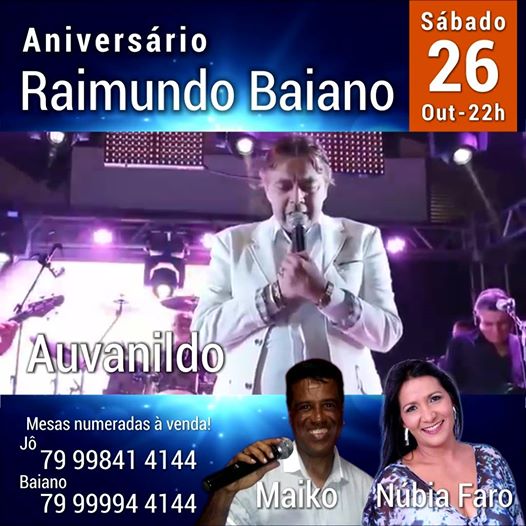 Aniversário
Raimundo Baiano
Sábado
26
Out-22h
Auvanildo
Mesas numeradas à venda!
Jô
79 99841 4144
Baiano
79 99994 4144
Maiko
Núbia Faro